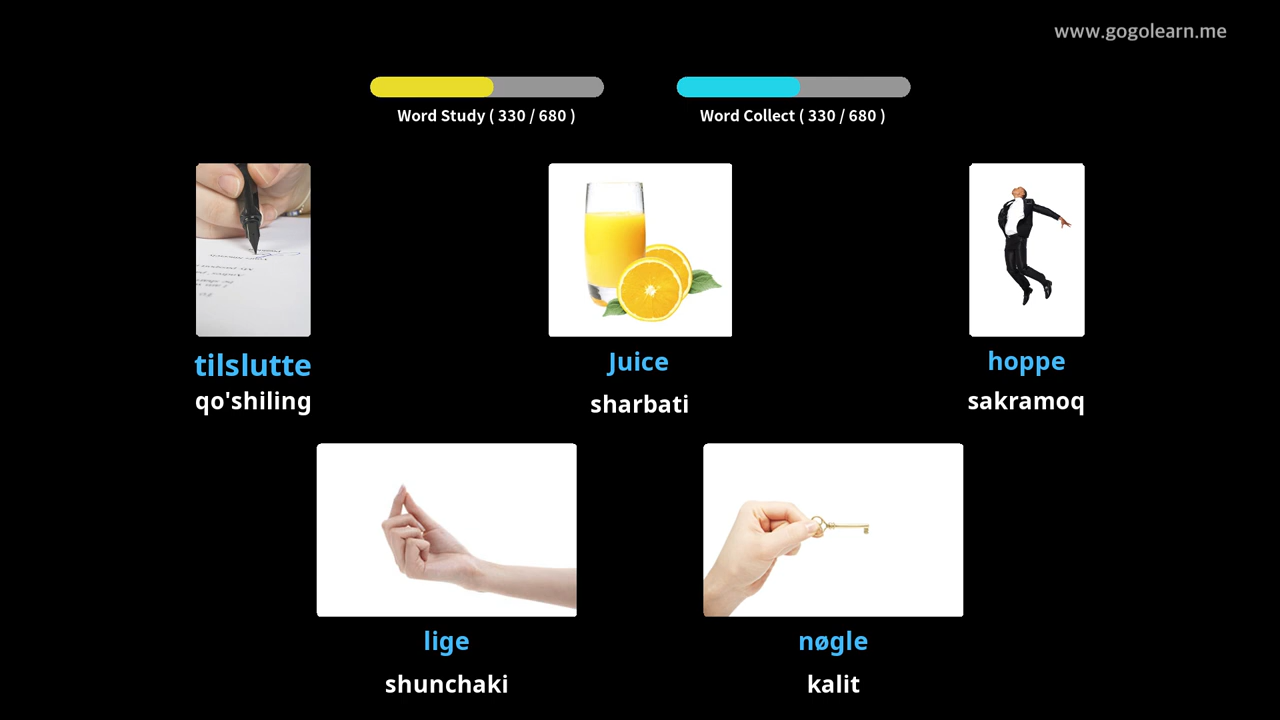 www.gogolearn.me
Word Study ( 330 / 680 )
Word Collect ( 330 / 680 )
tilslutte
qo'shiling
Juice
sharbati
hoppe
sakramoq
lige
shunchaki
nøgle
kalit